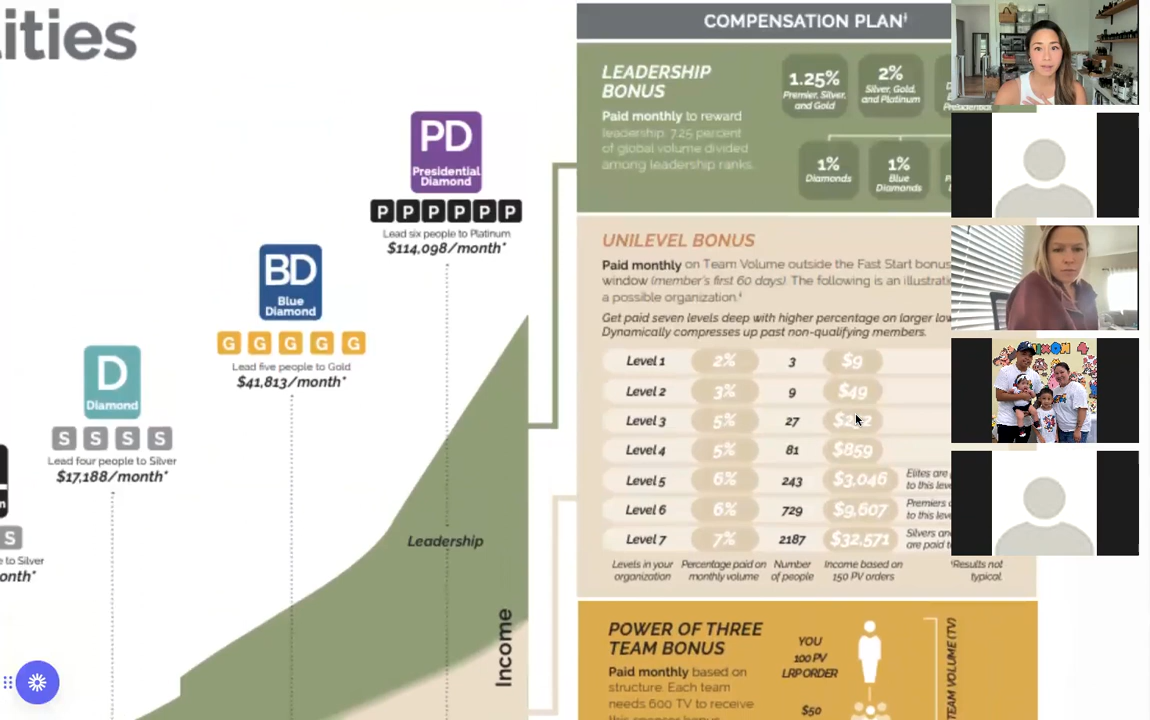 ities
PD
Presidential
Diamond
P P P P P P
Lead six people to Platinum
$114,098/month*
BD
Blue
Diamond
G G G G G
Lead five people to Gold
$41,813/month*
D
Diamond
S S S S
Lead four people to Silver
$17,188/month*
S
e to Silver
onth*
Leadership
Income
COMPENSATION PLAN‡
LEADERSHIP
BONUS
Paid monthly to reward
leadership. 7.25 percent
of global volume divided
among leadership ranks.
1.25%
Premier, Silver,
and Gold
2%
Silver, Gold,
and Platinum
1%
Diamonds
1%
Blue
Diamonds
UNILEVEL BONUS
Paid monthly on Team Volume outside the Fast Start bonus
window (member's first 60 days). The following is an illustrati
a possible organization.‡
Get paid seven levels deep with higher percentage on larger low
Dynamically compresses up past non-qualifying members.
Level 1 2% 3 $9
Level 2 3% 9 $49
Level 3 5% 27
Level 4 5% 81 $859
Level 5 6% 243 $3,046 Elites are
to this leve
Level 6 6% 729 $9,607 Premiers
to this leve
Level 7 7% 2187 $32,571 Silvers and
are paid t
Levels in your
organization
Percentage paid on
monthly volume
Number
of people
Income based on
150 PV orders
Results not
typical.
POWER OF THREE
TEAM BONUS
Paid monthly based on
structure. Each team
needs 600 TV to receive
YOU
100 PV
LRP ORDER
$50
TEAM VOLUME (TV)